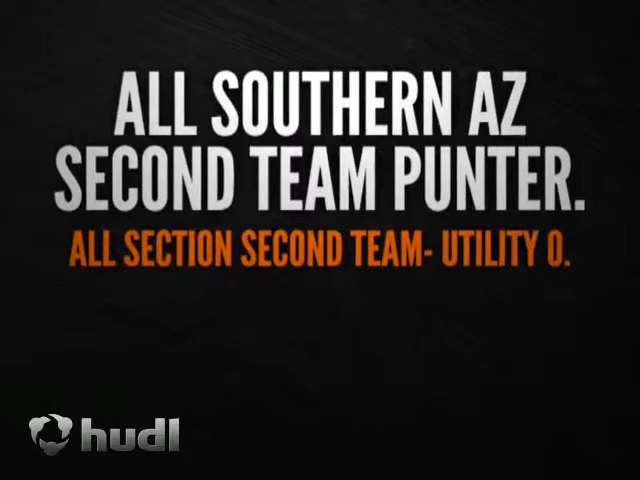 ALL SOUTHERN AZ
SECOND TEAM PUNTER.
ALL SECTION SECOND TEAM- UTILITY O.
hudl